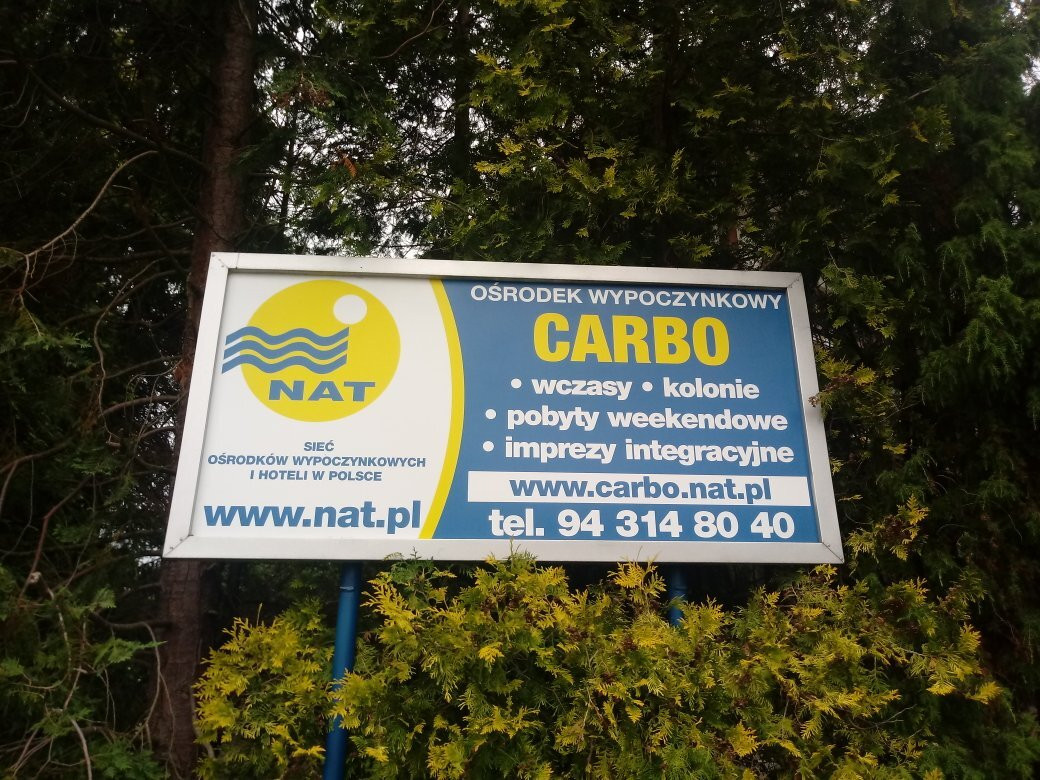 NAT
SIEĆ
OŚRODKÓW WYPOCZYNKOWYCH
I HOTELI W POLSCE
www.nat.pl
OŚRODEK WYPOCZYNKOWY
CARBO
• wczasy • kolonie
• pobyty weekendowe
• imprezy integracyjne
www.carbo.nat.pl
tel. 94 314 80 40